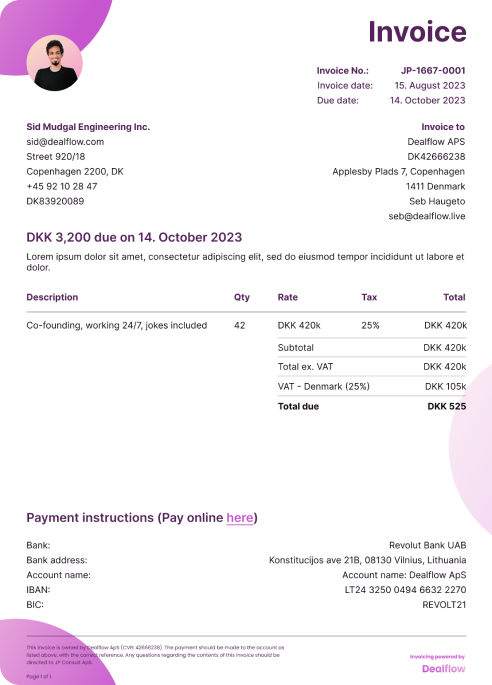 Invoice
Invoice No.: JP-1667-0001
Invoice date: 15. August 2023
Due date: 14. October 2023
Sid Mudgal Engineering Inc.
sid@dealflow.com
Street 920/18
Copenhagen 2200, DK
+45 92 10 28 47
DK83920089
Invoice to
Dealflow APS
DK42666238
Applesby Plads 7, Copenhagen
1411 Denmark
Seb Haugeto
seb@dealflow.live
DKK 3,200 due on 14. October 2023
Lorem ipsum dolor sit amet, consectetur adipiscing elit, sed do eiusmod tempor incididunt ut labore et
dolor.
Description Qty Rate Tax Total
Co-founding, working 24/7, jokes included 42 DKK 420k 25% DKK 420k
Subtotal DKK 420k
Total ex. VAT DKK 420k
VAT - Denmark (25%) DKK 105k
Total due DKK 525
Payment instructions (Pay online here)
Bank: Revolut Bank UAB
Bank address: Konstitucijos ave 21B, 08130 Vilnius, Lithuania
Account name: Account name: Dealflow ApS
IBAN: LT24 3250 0494 6632 2270
BIC: REVOLT21
This invoice is owned by Dealflow ApS (CVR 42666238). The payment should be made to the account as
listed above, with the correct reference. Any questions regarding the contents of this invoice should be
directed to JP Consult ApS.
Page 1 of 1
Invoicing powered by
Dealflow